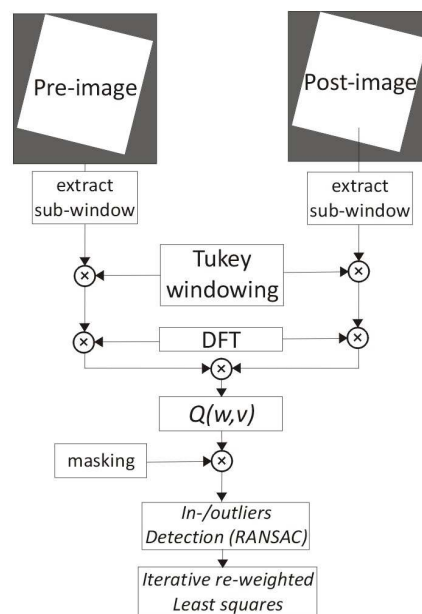 Pre-image
Post-image
extract
sub-window
extract
sub-window
Tukey
windowing
DFT
Q(w,v)
masking
In-/outliers
Detection (RANSAC)
Iterative re-weighted
Least squares